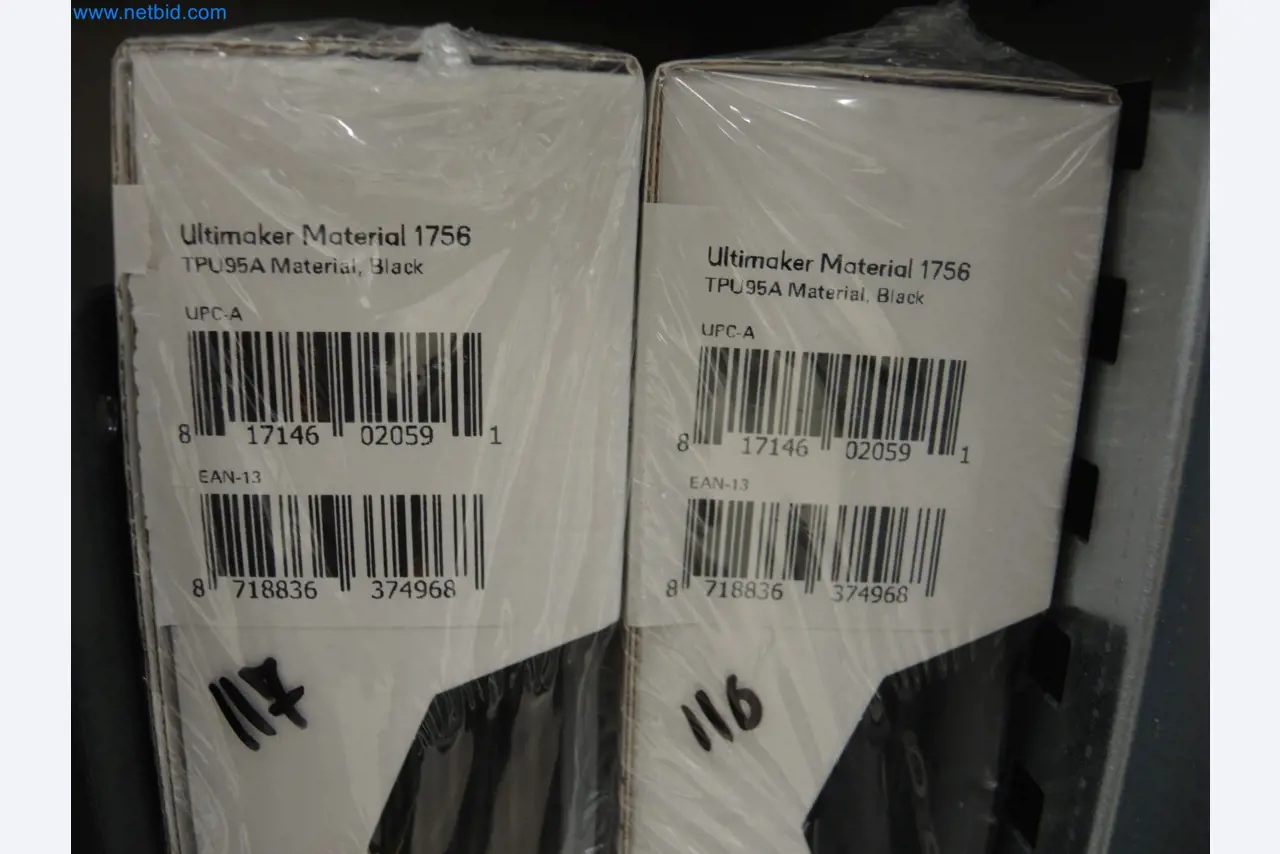 www.netbid.com
Ultimaker Material 1756
TPU95A Material, Black
UPC-A
8 17146 02059 1
EAN-13
8 718836 374968
117
Ultimaker Material 1756
TPU95A Material, Black
UPC-A
8 17146 02059 1
EAN-13
8 718836 374968
116